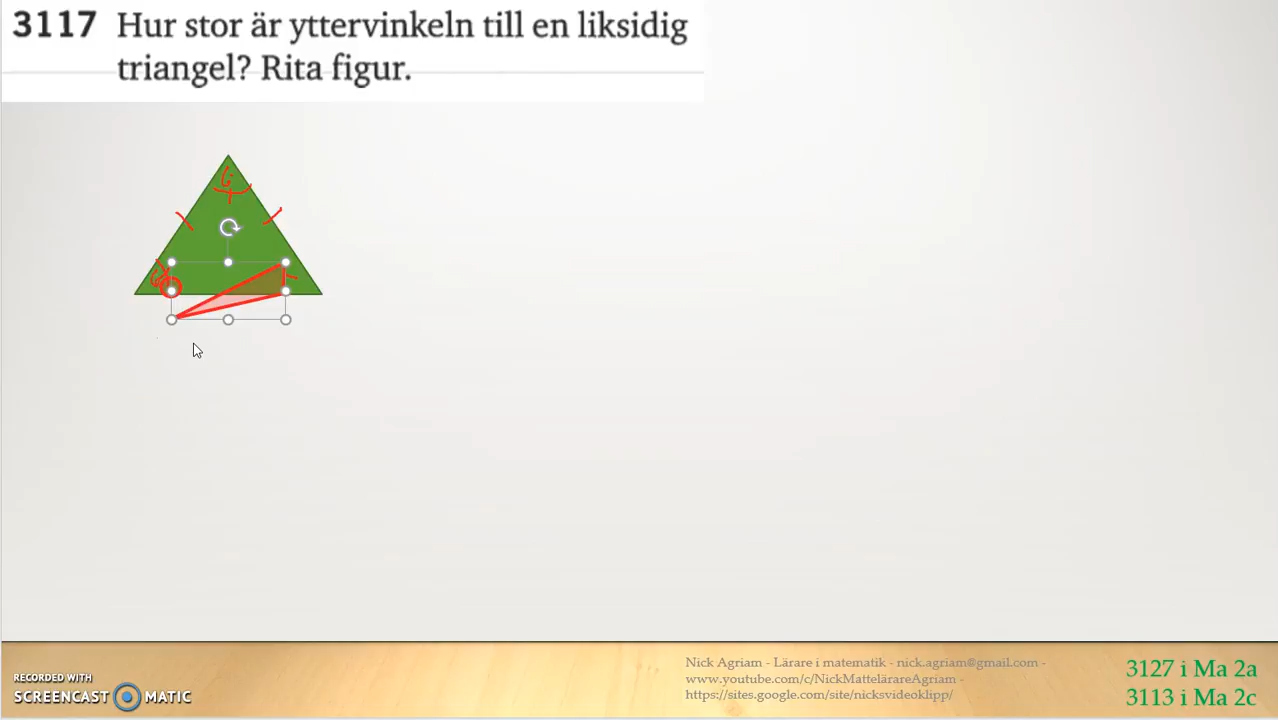 3117 Hur stor är yttervinkeln till en liksidig
triangel? Rita figur.
Nick Agriam - Lärare i matematik - nick.agriam@gmail.com -
www.youtube.com/c/NickMattelärareAgriam -
https://sites.google.com/site/nicksvideoklipp/
3127 i Ma 2a
3113 i Ma 2c
RECORDED WITH
SCREENCAST MATIC